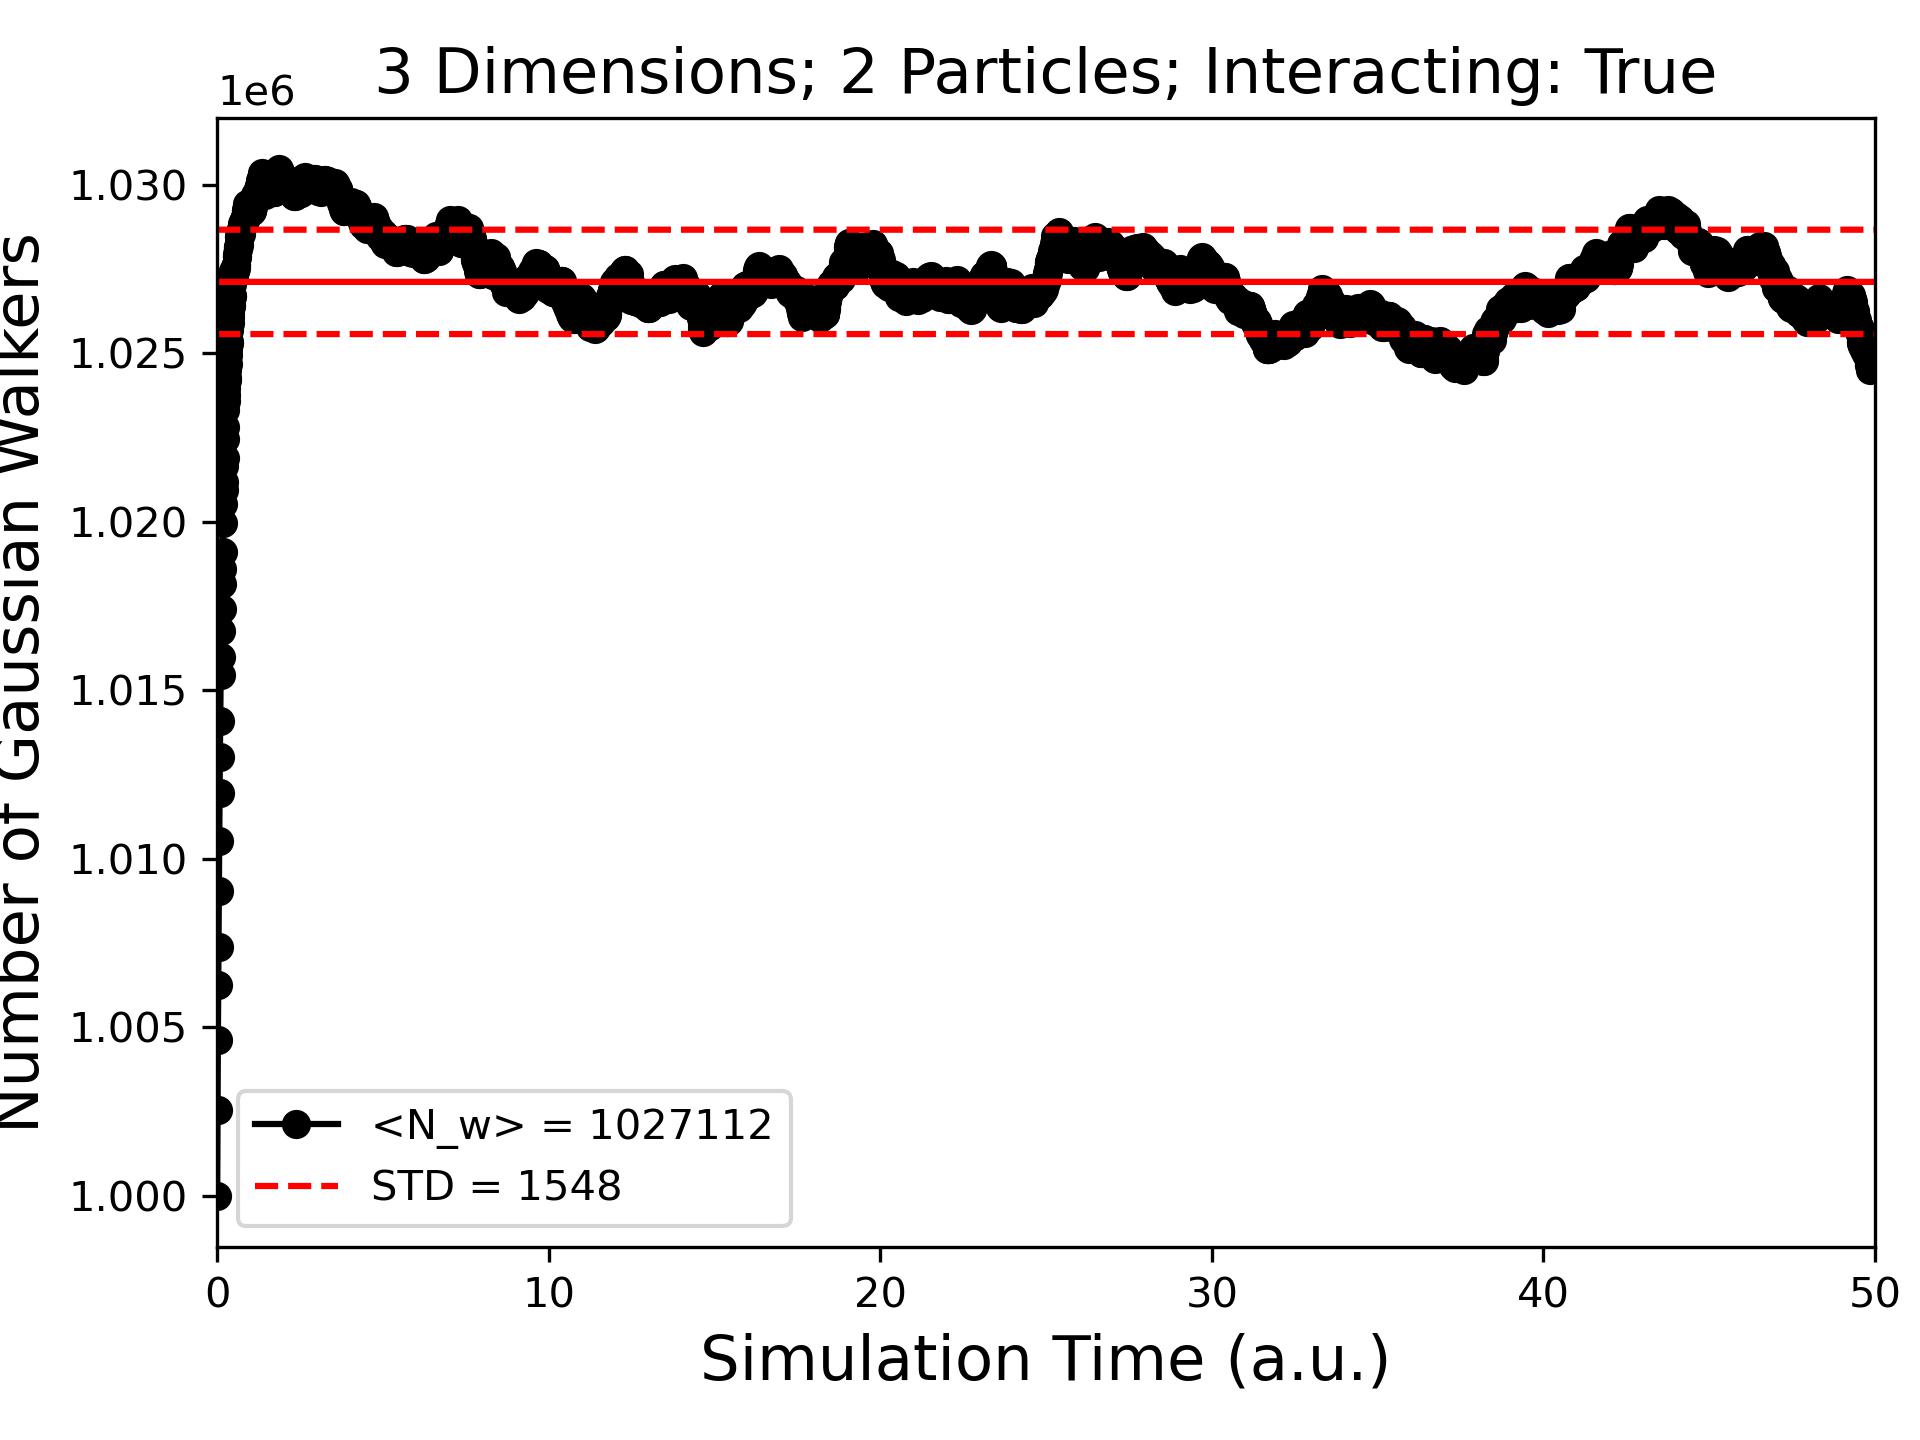 3 Dimensions; 2 Particles; Interacting: True
1e6
1.030
1.025
1.020
1.015
1.010
1.005
1.000
Number of Gaussian Walkers
<N_w> = 1027112
STD = 1548
0 10 20 30 40 50
Simulation Time (a.u.)